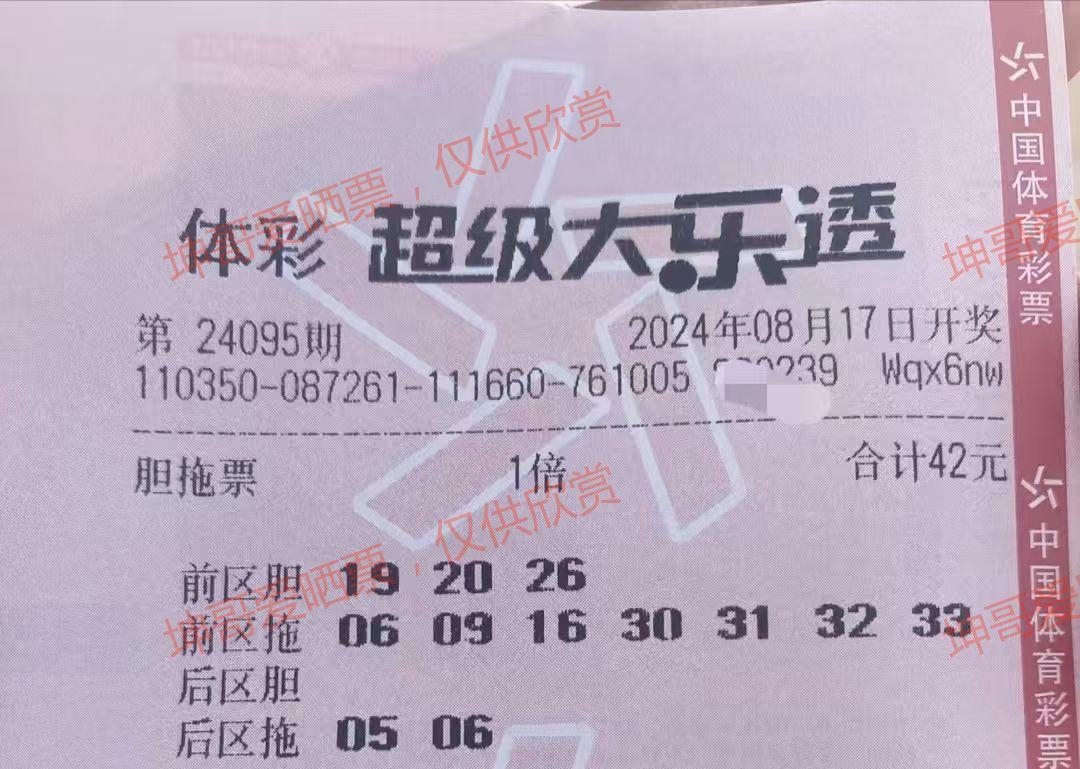 体彩 超级大乐透
第 24095期 2024年08月17日开奖
110350-087261-111660-761005 239 Wqx6nw
胆拖票 1倍 合计42元
前区胆 19 20 26
前区拖 06 09 16 30 31 32 33
后区胆
后区拖 05 06
中国体育彩票
中国体育彩票
坤哥爱晒票，仅供欣赏
坤哥爱晒票，仅供欣赏
坤哥爱
坤哥爱晒